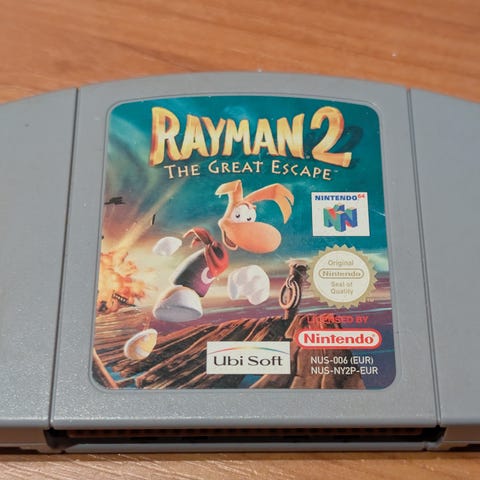 RAYMAN 2
THE GREAT ESCAPE
NINTENDO 64
N
Original
Nintendo
Seal of
Quality
TM
LICENSED BY
Nintendo
Ubi Soft
NUS-006 (EUR)
NUS-NY2P-EUR